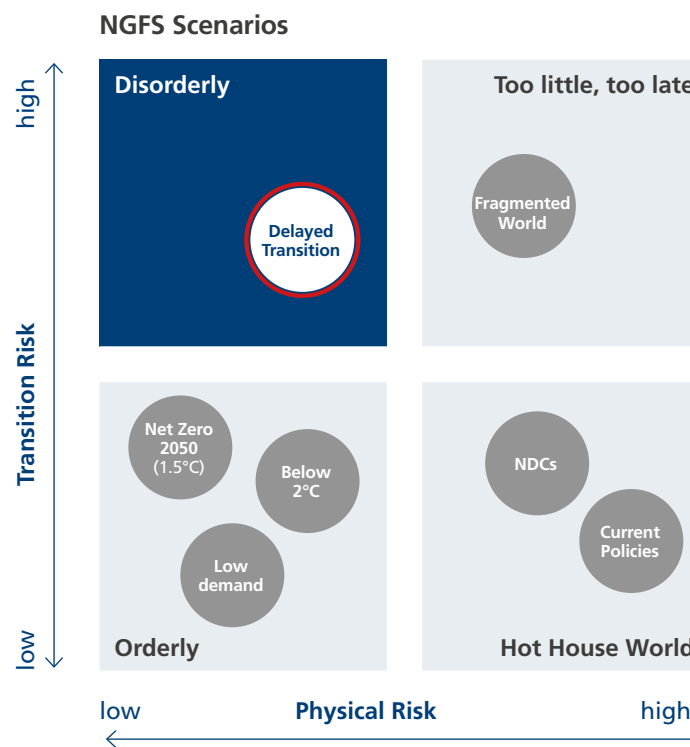 NGFS Scenarios
high
Disorderly
Too little, too late
Fragmented
World
Delayed
Transition
Transition Risk
Net Zero
2050
(1.5°C)
Below
2°C
Low
demand
NDCs
Current
Policies
low
Orderly
Hot House World
low
Physical Risk
high